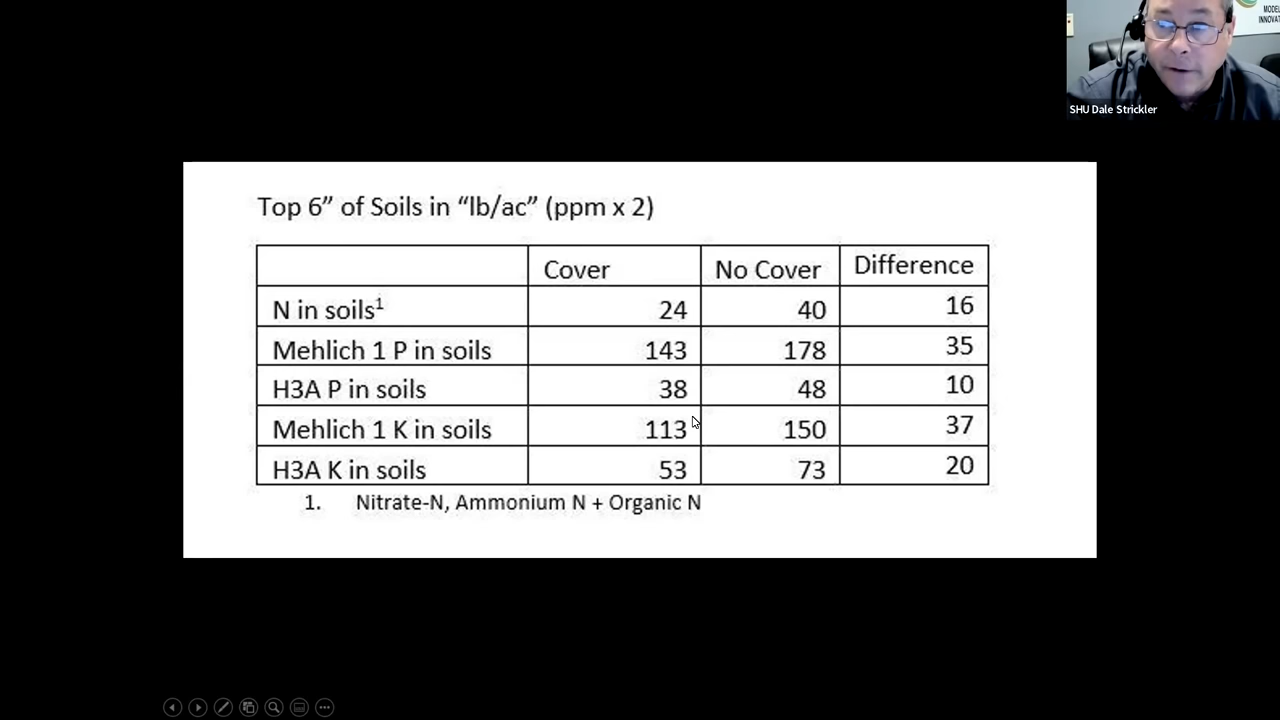 MODEL
INNOVAT
SHU Dale Strickler
Top 6” of Soils in “lb/ac” (ppm x 2)
Cover No Cover Difference
N in soils¹ 24 40 16
Mehlich 1 P in soils 143 178 35
H3A P in soils 38 48 10
Mehlich 1 K in soils 113 150 37
H3A K in soils 53 73 20
1. Nitrate-N, Ammonium N + Organic N